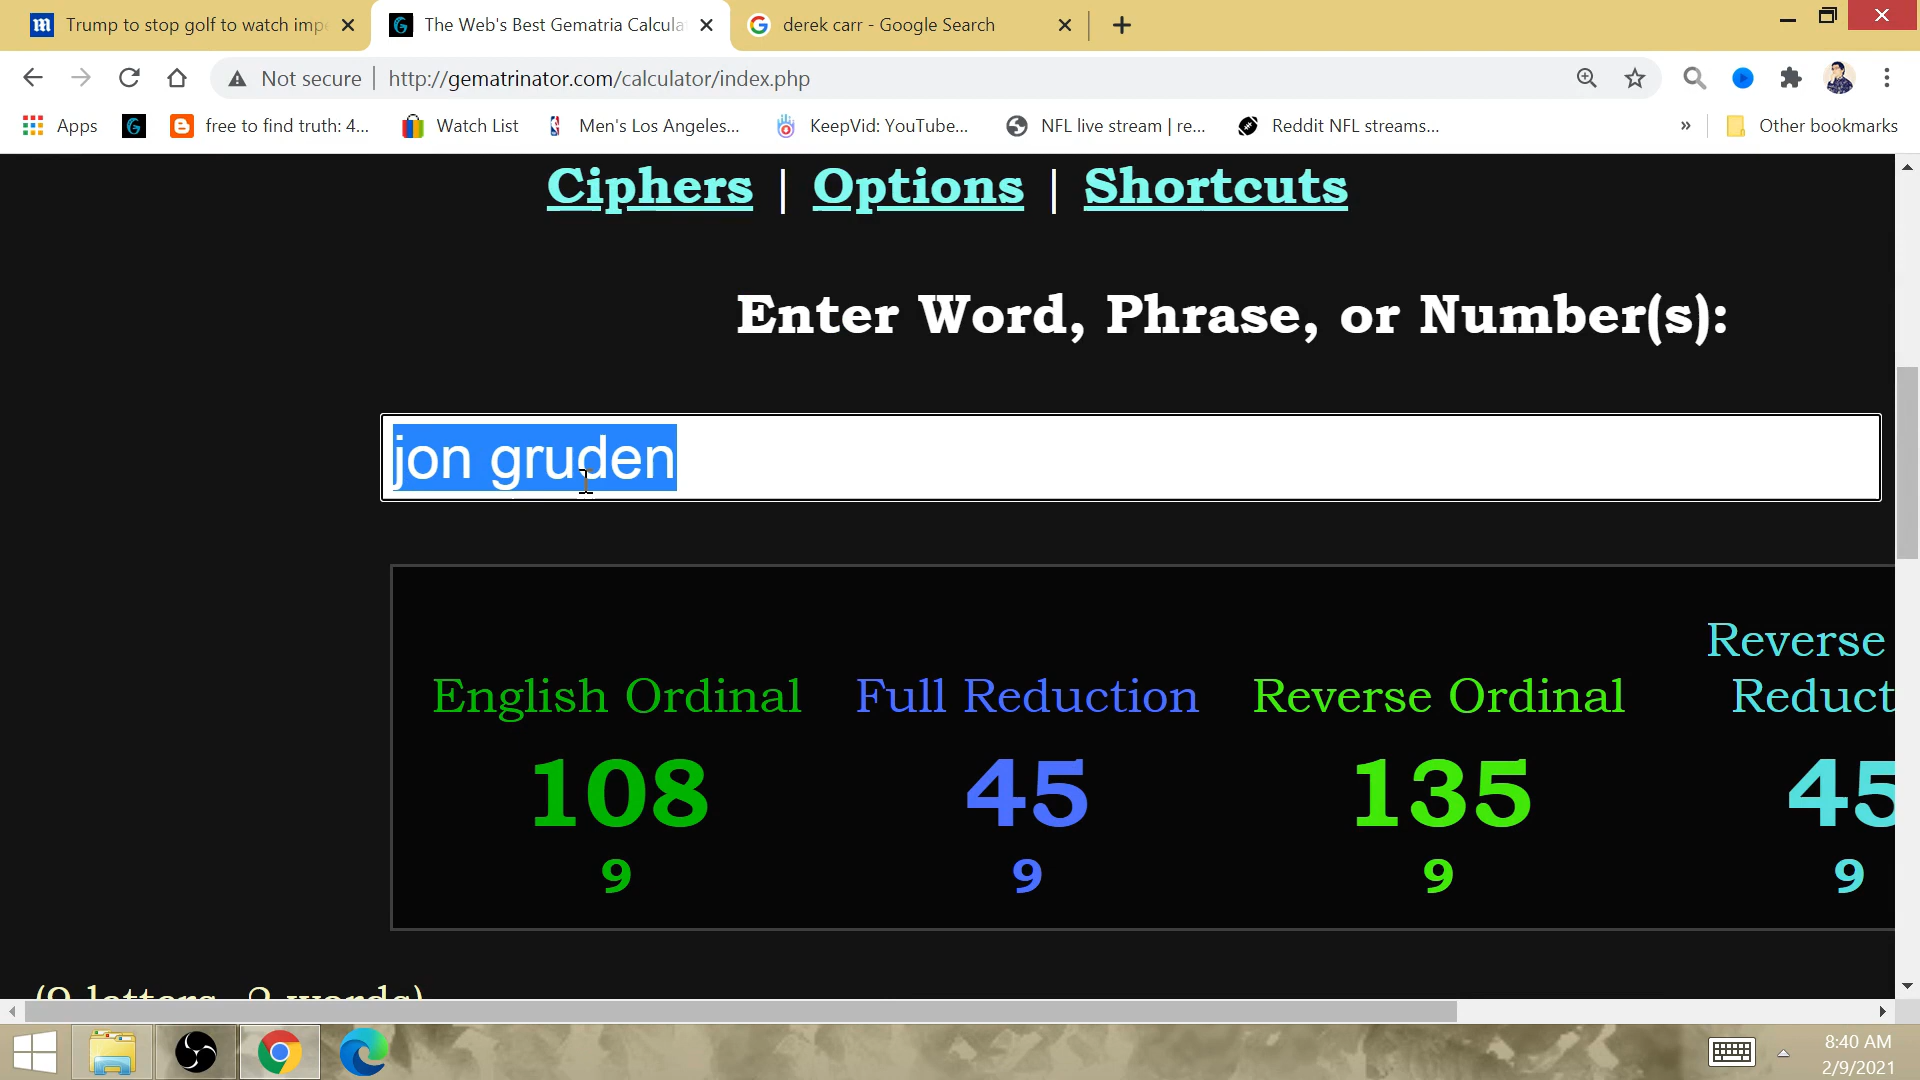 Trump to stop golf to watch imp
The Web's Best Gematria Calcula
derek carr - Google Search
Not secure | http://gematrinator.com/calculator/index.php
Apps
free to find truth: 4...
Watch List
Men's Los Angeles...
KeepVid: YouTube...
NFL live stream | re...
Reddit NFL streams...
»
Other bookmarks
Ciphers | Options | Shortcuts
Enter Word, Phrase, or Number(s):
jon gruden
English Ordinal
Full Reduction
Reverse Ordinal
Reverse
Reduct
108
45
135
45
9
9
9
9
(9 letters, 2 words)
8:40 AM
2/9/2021